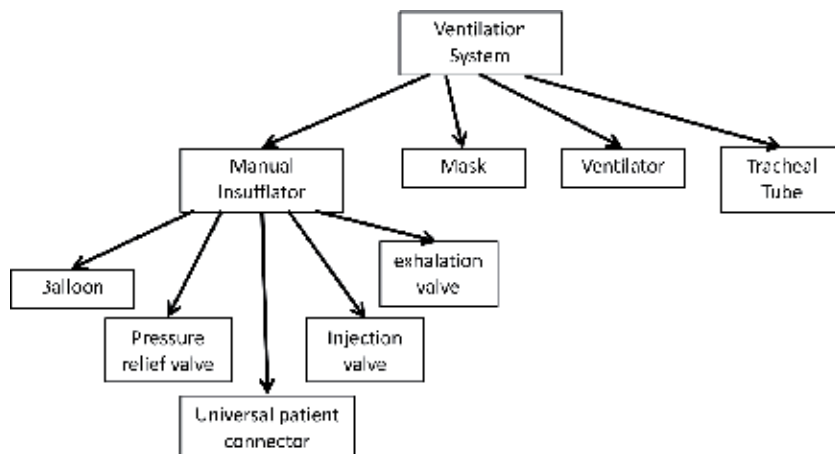 Ventilation
System
Manual
Insufflator
Mask
Ventilator
Tracheal
Tube
Balloon
exhalation
valve
Pressure
relief valve
Injection
valve
Universal patient
connector